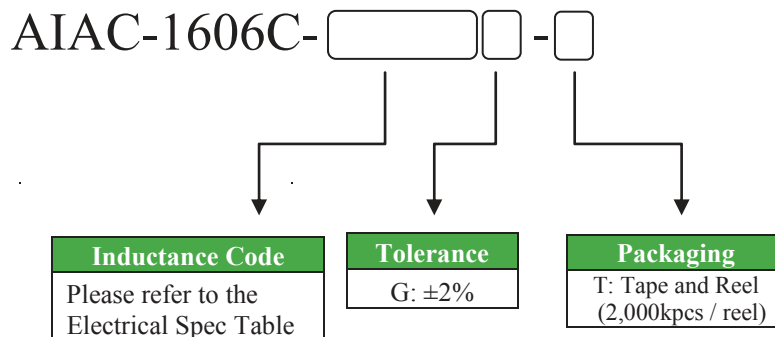 AIAC-1606C- -
Inductance Code
Please refer to the
Electrical Spec Table
Tolerance
G: ±2%
Packaging
T: Tape and Reel
(2,000kpcs / reel)